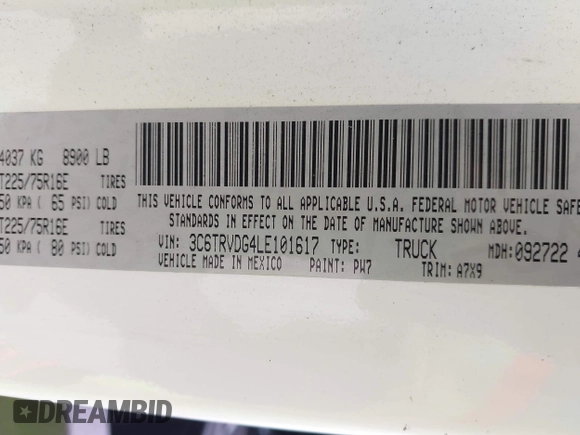 4037 KG 8900 LB
T225/75R16E TIRES
50 KPA ( 65 PSI) COLD
T225/75R16E TIRES
50 KPA ( 80 PSI) COLD
THIS VEHICLE CONFORMS TO ALL APPLICABLE U.S.A. FEDERAL MOTOR VEHICLE SAFE
STANDARDS IN EFFECT ON THE DATE OF MANUFACTURE SHOWN ABOVE.
VIN: 3C6TRVDG4LE101617 TYPE: TRUCK MDH: 092722 4
VEHICLE MADE IN MEXICO PAINT: PW7 TRIM: A7X9
DREAMBID